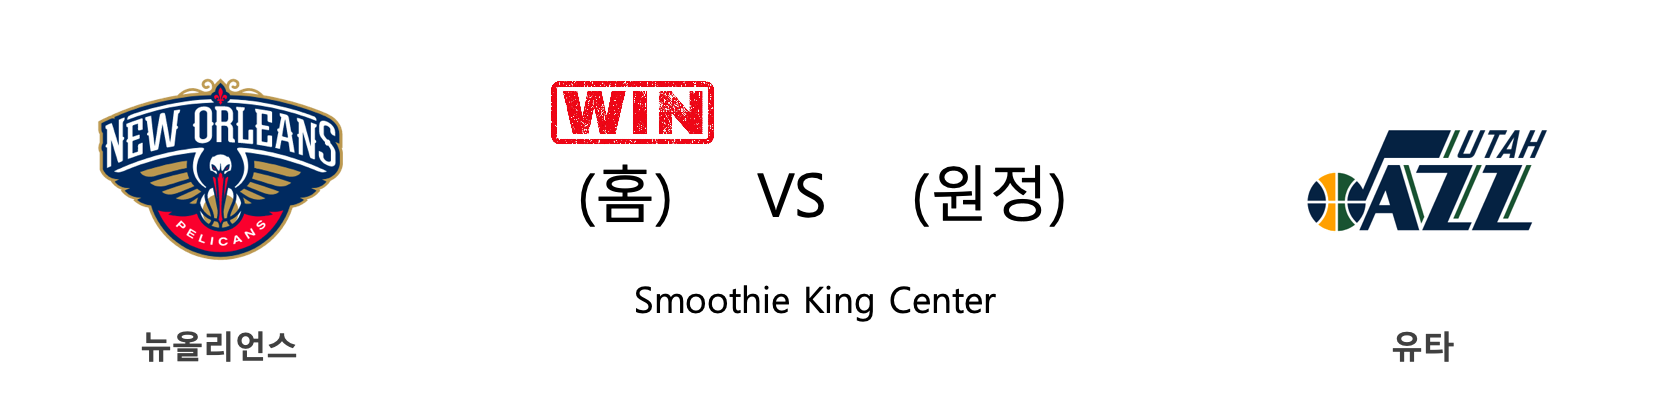 NEW ORLEANS
PELICANS
WIN
(홈) VS (원정)
Smoothie King Center
UTAH
JAZZ
뉴올리언스
유타